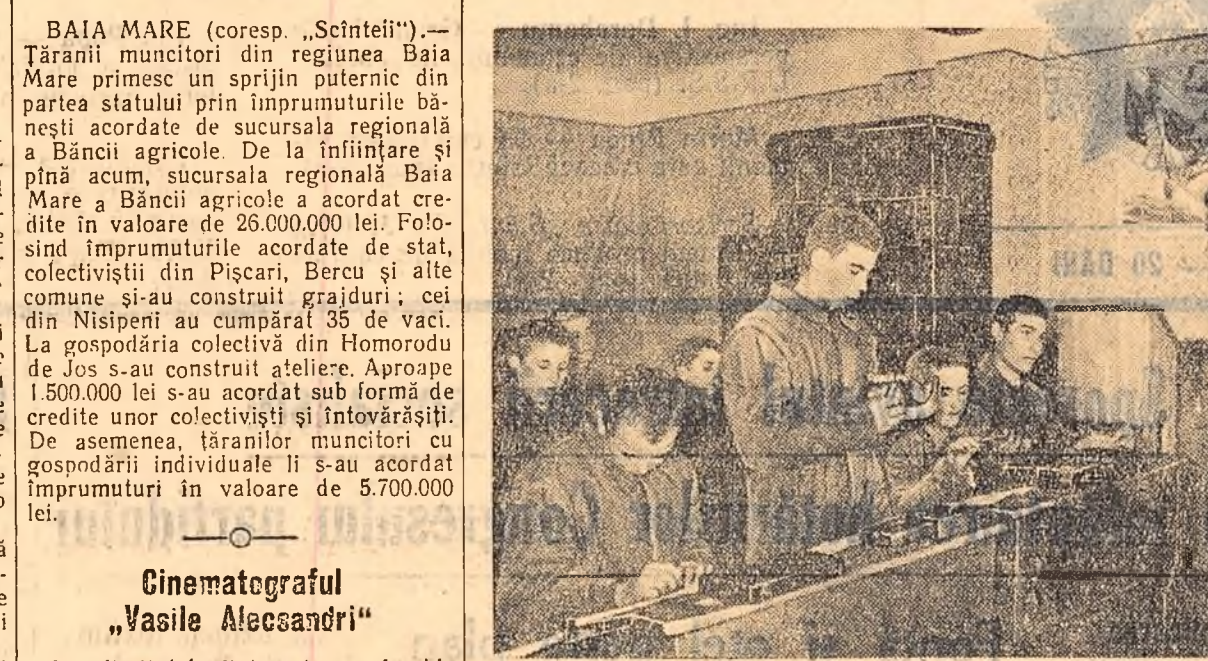 BAIA MARE (coresp. „Scînteii“).—
Țăranii muncitori din regiunea Baia
Mare primesc un sprijin puternic din
partea statului prin împrumuturile bă-
nești acordate de sucursala regională
a Băncii agricole. De la înființare și
pînă acum, sucursala regională Baia
Mare a Băncii agricole a acordat cre-
dite în valoare de 26.000.000 lei. Folo-
sind împrumuturile acordate de stat,
colectiviștii din Pișcari, Bercu și alte
comune și-au construit grajduri; cei
din Nisipeni au cumpărat 35 de vaci.
La gospodăria colectivă din Homorodu
de Jos s-au construit ateliere. Aproape
1.500.000 lei s-au acordat sub formă de
credite unor colectiviști și întovărășiți.
De asemenea, țăranilor muncitori cu
gospodării individuale li s-au acordat
împrumuturi în valoare de 5.700.000
lei.
Cinematograful
„Vasile Alecsandri“
20 BANI
Congresului partidului